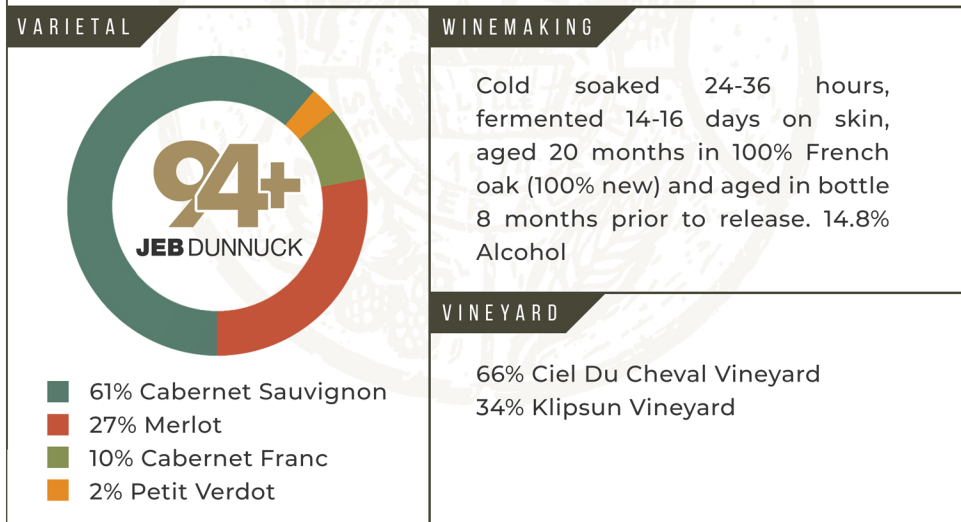 VARIETAL
94+
JEB DUNNUCK
61% Cabernet Sauvignon
27% Merlot
10% Cabernet Franc
2% Petit Verdot
WINEMAKING
Cold soaked 24-36 hours,
fermented 14-16 days on skin,
aged 20 months in 100% French
oak (100% new) and aged in bottle
8 months prior to release. 14.8%
Alcohol
VINEYARD
66% Ciel Du Cheval Vineyard
34% Klipsun Vineyard